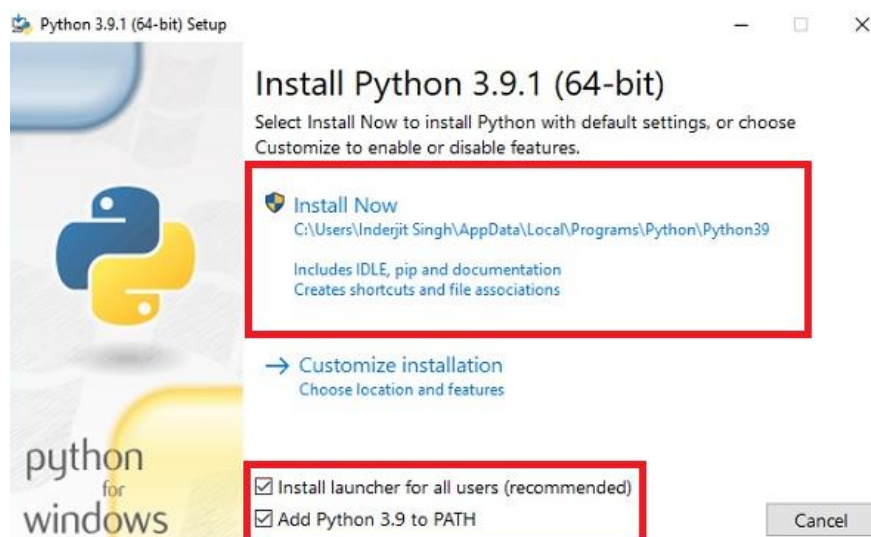 Python 3.9.1 (64-bit) Setup
Install Python 3.9.1 (64-bit)
Select Install Now to install Python with default settings, or choose
Customize to enable or disable features.
Install Now
C:\Users\Inderjit Singh\AppData\Local\Programs\Python\Python39
Includes IDLE, pip and documentation
Creates shortcuts and file associations
Customize installation
Choose location and features
python
for
windows
Install launcher for all users (recommended)
Add Python 3.9 to PATH
Cancel